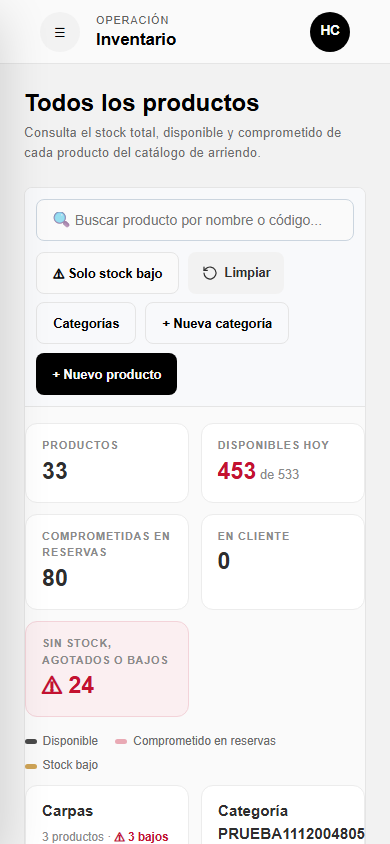 ☰
OPERACIÓN
Inventario
HC
Todos los productos
Consulta el stock total, disponible y comprometido de
cada producto del catálogo de arriendo.
🔍 Buscar producto por nombre o código...
⚠ Solo stock bajo
Limpiar
Categorías
+ Nueva categoría
+ Nuevo producto
PRODUCTOS
33
DISPONIBLES HOY
453 de 533
COMPROMETIDAS EN
RESERVAS
80
EN CLIENTE
0
SIN STOCK,
AGOTADOS O BAJOS
⚠ 24
Disponible
Comprometido en reservas
Stock bajo
Carpas
3 productos · ⚠ 3 bajos
Categoría
PRUEBA1112004805